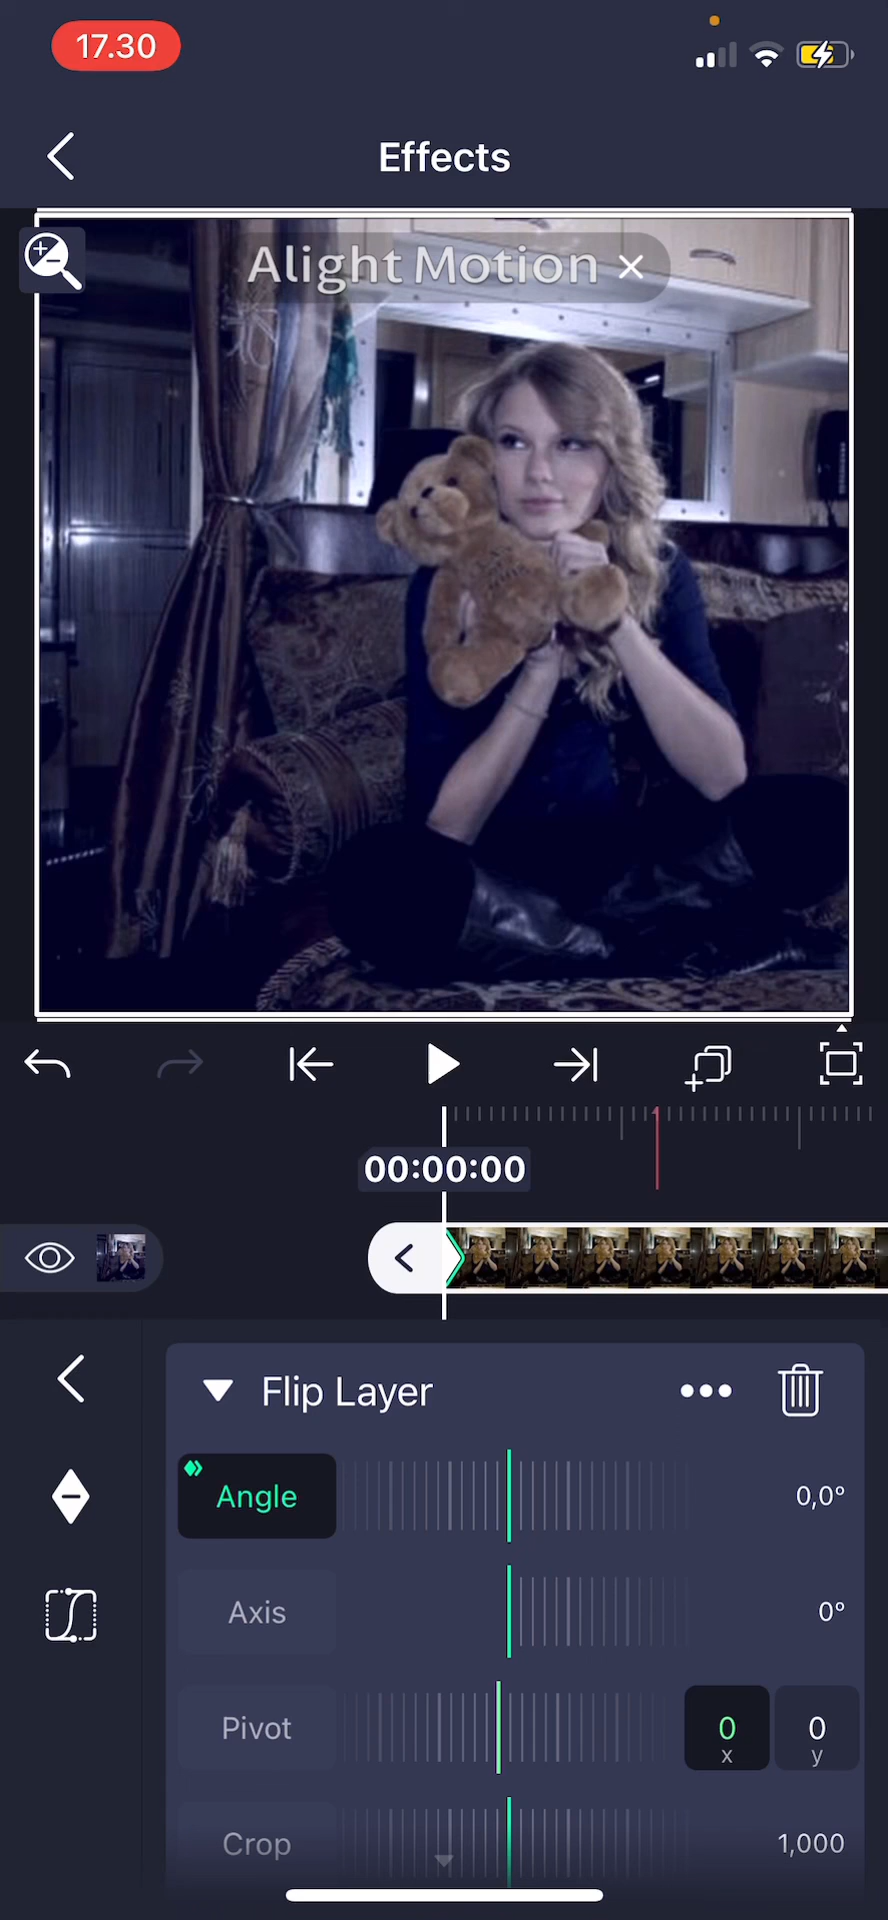 17.30
Effects
Alight Motion
00:00:00
Flip Layer
Angle
0,0°
Axis
0°
Pivot
0
x
0
y
Crop
1,000